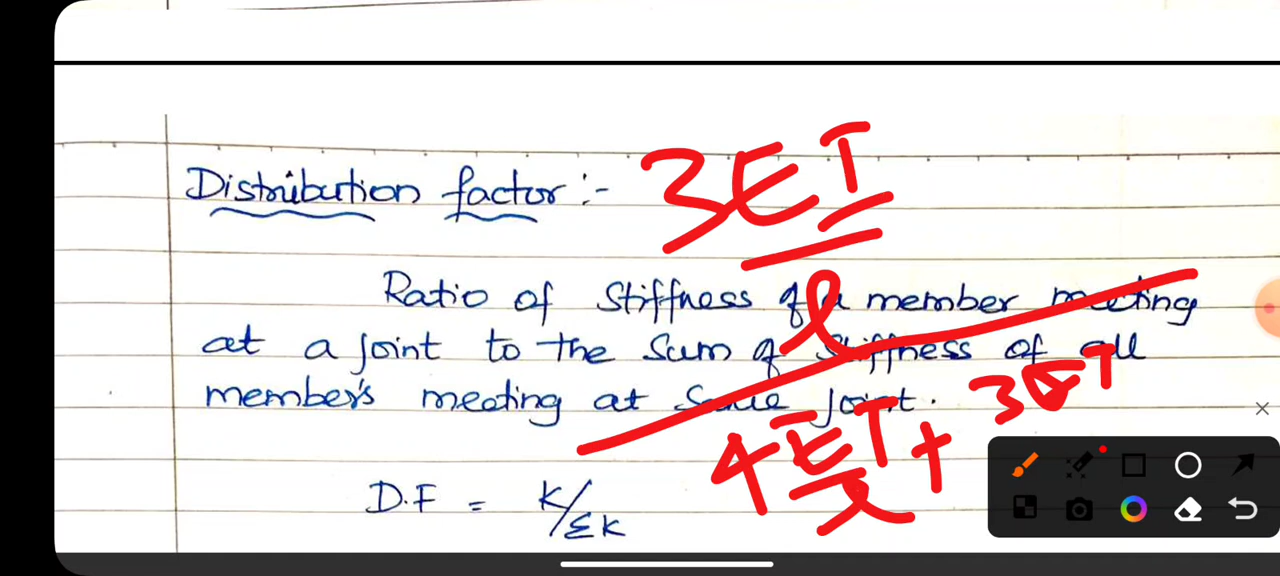 Distribution factor :-
3EI
l
Ratio of stiffness of a member meeting
at a joint to the sum of stiffness of all
member's meeting at same joint.
4EI + 3EI
l
D.F = K/ΣK